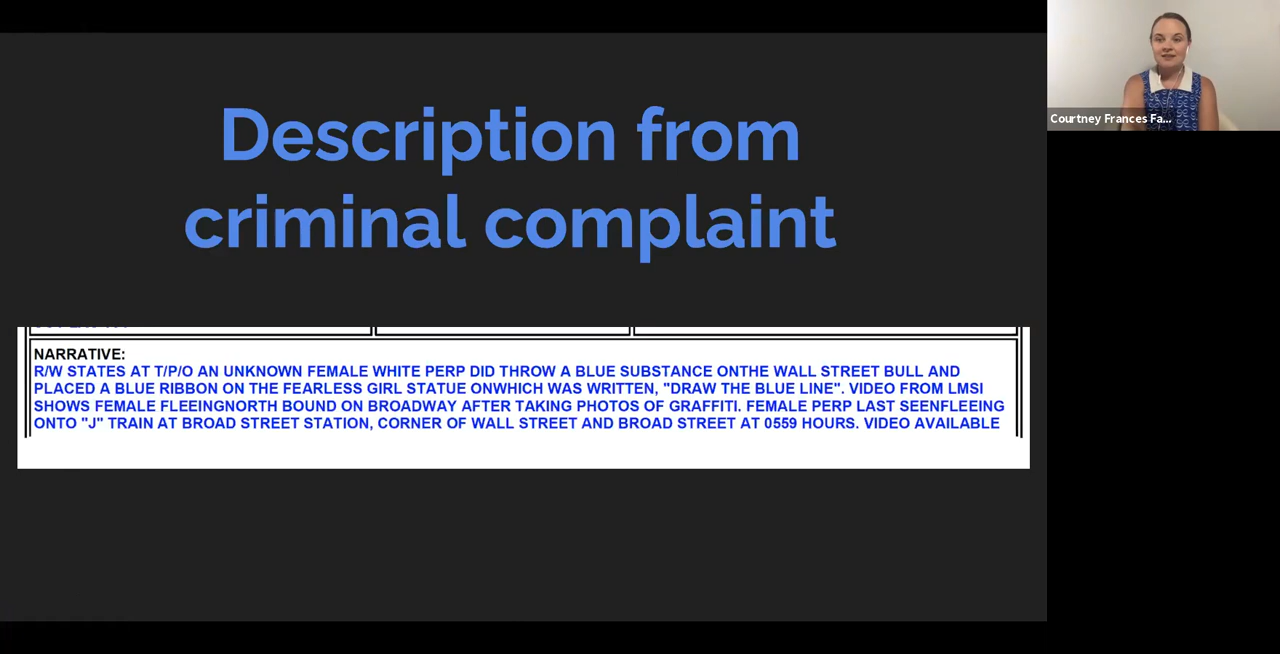 Description from
criminal complaint
Courtney Frances Fa...
NARRATIVE:
R/W STATES AT T/P/O AN UNKNOWN FEMALE WHITE PERP DID THROW A BLUE SUBSTANCE ONTHE WALL STREET BULL AND
PLACED A BLUE RIBBON ON THE FEARLESS GIRL STATUE ONWHICH WAS WRITTEN, "DRAW THE BLUE LINE". VIDEO FROM LMSI
SHOWS FEMALE FLEEINGNORTH BOUND ON BROADWAY AFTER TAKING PHOTOS OF GRAFFITI. FEMALE PERP LAST SEENFLEEING
ONTO "J" TRAIN AT BROAD STREET STATION, CORNER OF WALL STREET AND BROAD STREET AT 0559 HOURS. VIDEO AVAILABLE